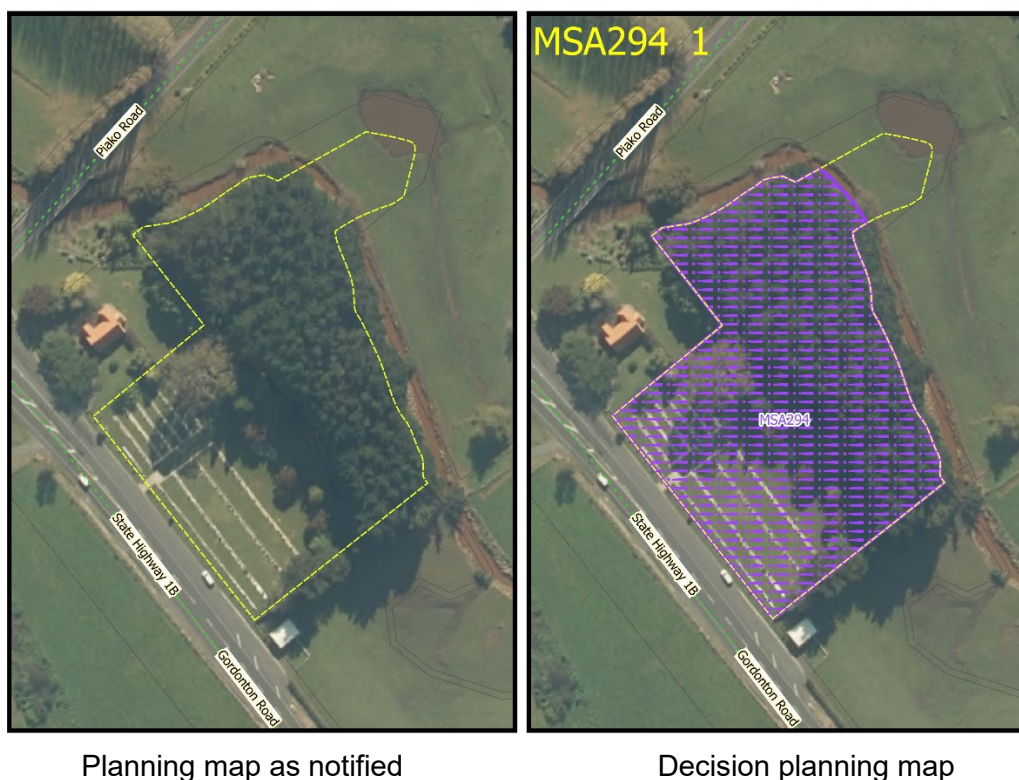 Piako Road
State Highway 1B
Gordonton Road
MSA294 1
Piako Road
MSA294
State Highway 1B
Gordonton Road
Planning map as notified
Decision planning map